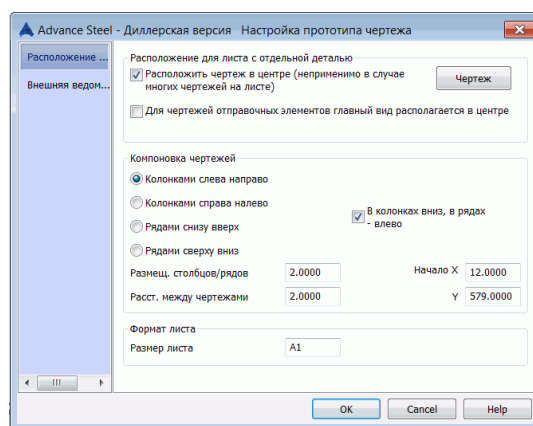 Advance Steel - Диллерская версия Настройка прототипа чертежа
Расположение ...
Внешняя ведом...
Расположение для листа с отдельной деталью
Расположить чертеж в центре (неприменимо в случае
многих чертежей на листе)
Чертеж
Для чертежей отправочных элементов главный вид располагается в центре
Компоновка чертежей
Колонками слева направо
Колонками справа налево
Рядами снизу вверх
Рядами сверху вниз
В колонках вниз, в рядах
- влево
Размещ. столбцов/рядов 2.0000 Начало X 12.0000
Расст. между чертежами 2.0000 Y 579.0000
Формат листа
Размер листа A1
OK Cancel Help